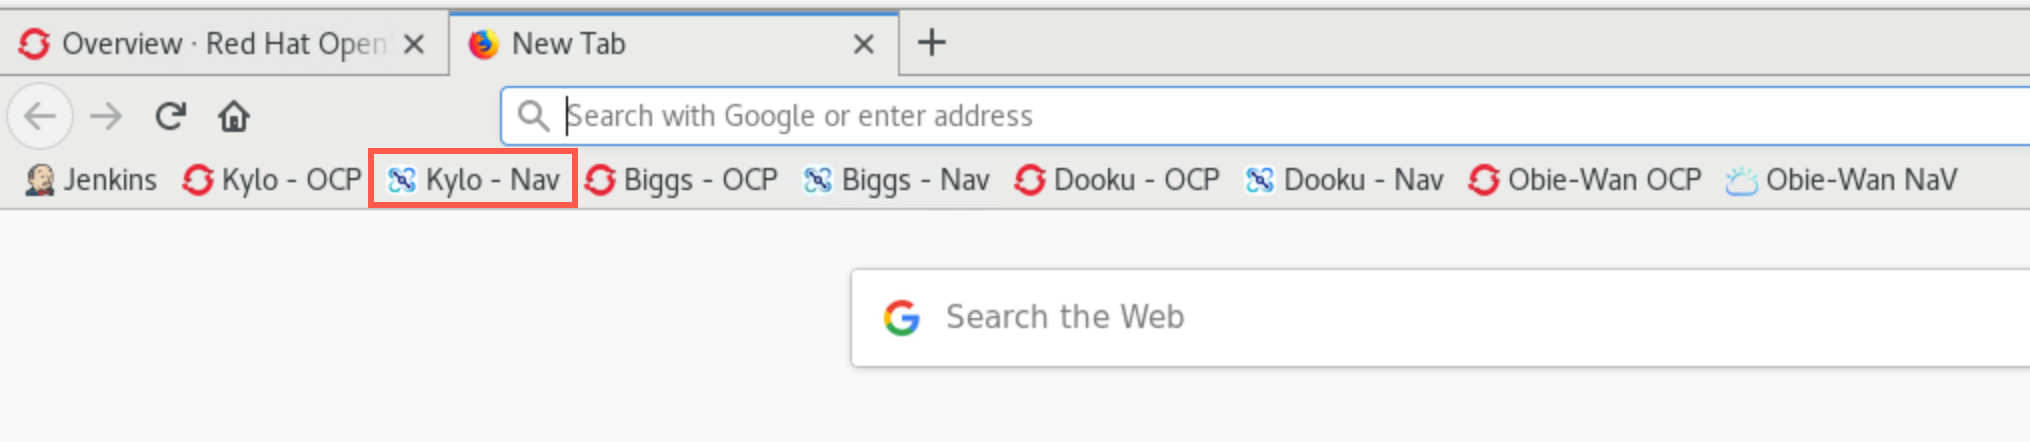 Overview · Red Hat Open New Tab
Search with Google or enter address
Jenkins Kylo - OCP Kylo - Nav Biggs - OCP Biggs - Nav Dooku - OCP Dooku - Nav Obie-Wan OCP Obie-Wan NaV
Search the Web